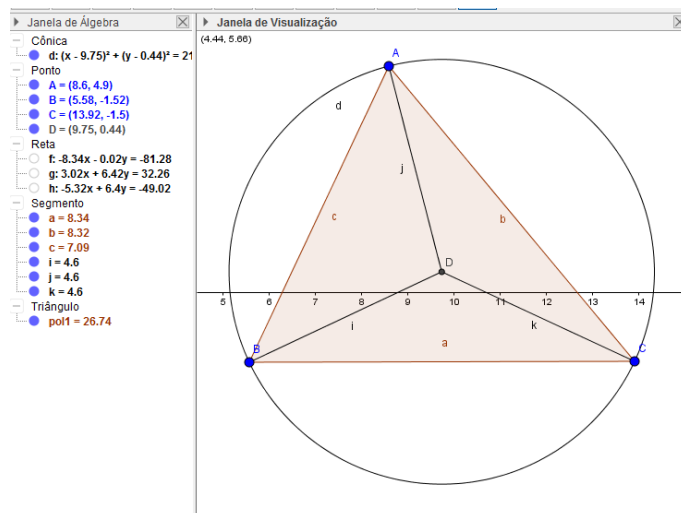 Janela de Álgebra
Cônica
d: (x - 9.75)² + (y - 0.44)² = 21
Ponto
A = (8.6, 4.9)
B = (5.58, -1.52)
C = (13.92, -1.5)
D = (9.75, 0.44)
Reta
f: -8.34x - 0.02y = -81.28
g: 3.02x + 6.42y = 32.26
h: -5.32x + 6.4y = -49.02
Segmento
a = 8.34
b = 8.32
c = 7.09
i = 4.6
j = 4.6
k = 4.6
Triângulo
pol1 = 26.74
Janela de Visualização
(4.44, 5.66)
A
d
j
c
b
D
5 6 7 8 9 10 11 12 13 14 15
i
k
a
B
C